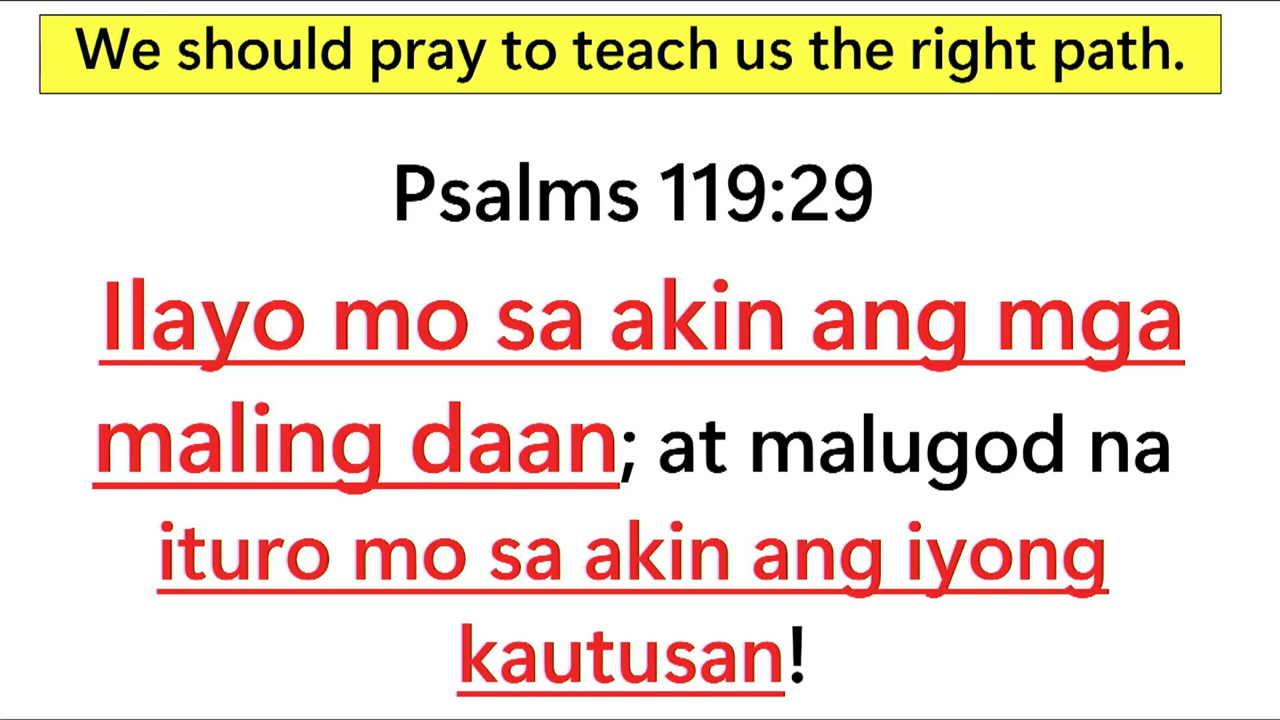 We should pray to teach us the right path.
Psalms 119:29
Ilayo mo sa akin ang mga
maling daan; at malugod na
ituro mo sa akin ang iyong
kautusan!